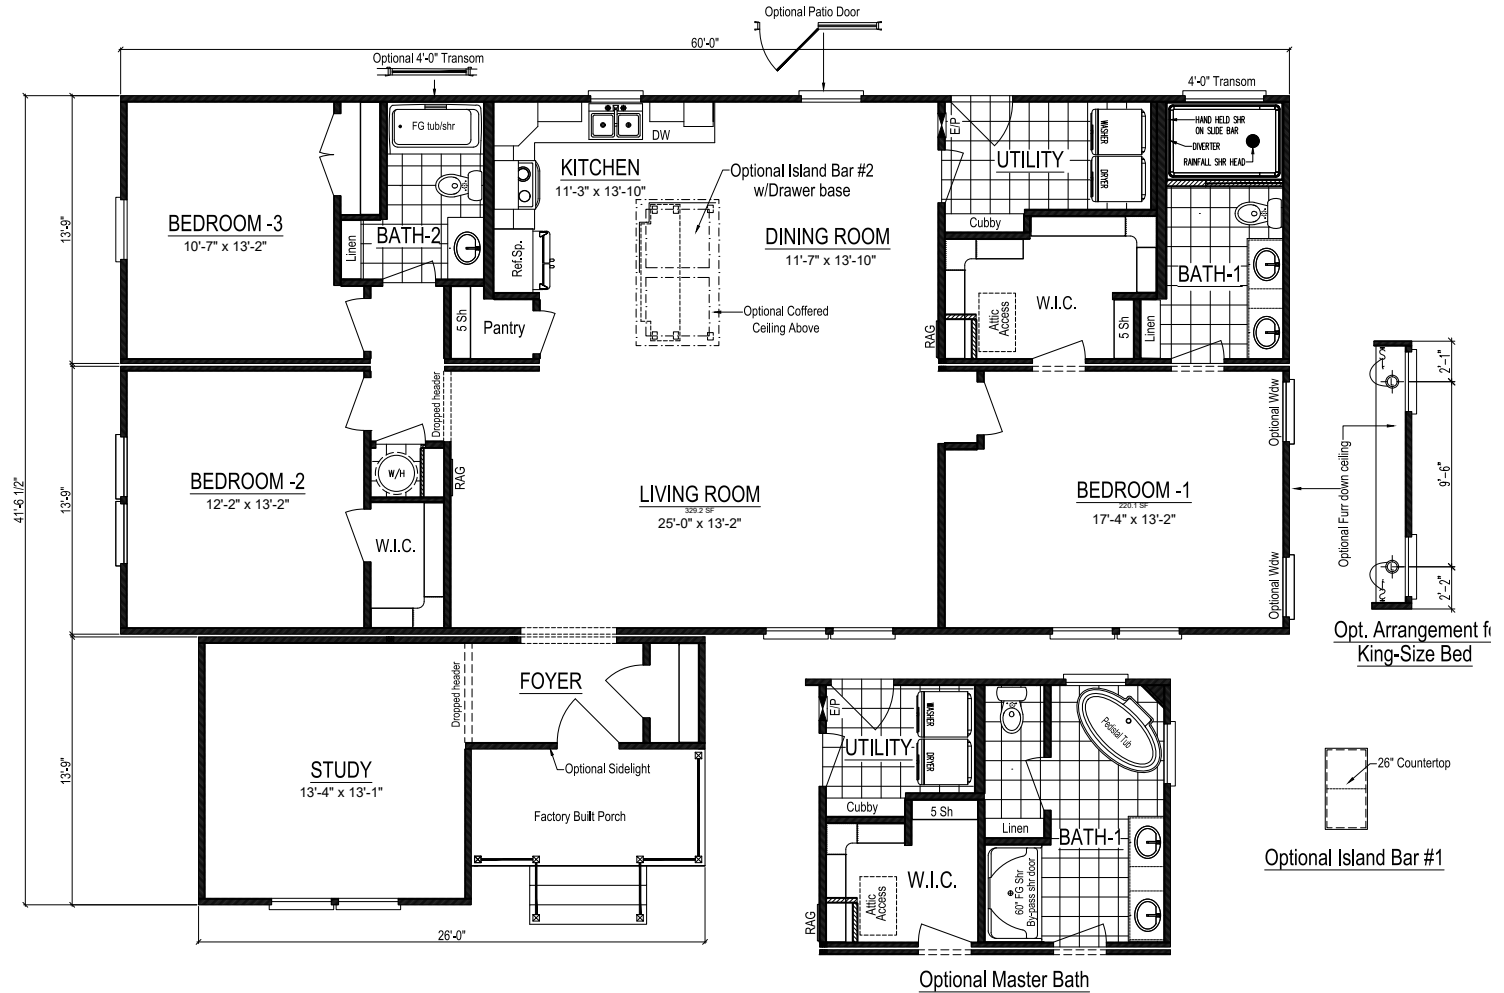 Optional Patio Door
60'-0"
Optional 4'-0" Transom
4'-0" Transom
FG tub/shr
DW
E/P
WASHER
DRYER
HAND HELD SHR
ON SLIDE BAR
DIVERTER
RAINFALL SHR HEAD
KITCHEN
11'-3" x 13'-10"
Optional Island Bar #2
w/Drawer base
UTILITY
BEDROOM -3
10'-7" x 13'-2"
13'-9"
Linen
BATH-2
Ref.Sp.
DINING ROOM
11'-7" x 13'-10"
Cubby
BATH-1
W.I.C.
Attic
Access
5 Sh
Linen
RAG
5 Sh
Pantry
Optional Coffered
Ceiling Above
2'-1"
Dropped header
Optional Wdw
Optional Furr down ceiling
9'-6"
41'-6 1/2"
13'-9"
BEDROOM -2
12'-2" x 13'-2"
W/H
RAG
LIVING ROOM
329.2 SF
25'-0" x 13'-2"
BEDROOM -1
220.1 SF
17'-4" x 13'-2"
W.I.C.
Optional Wdw
2'-2"
Opt. Arrangement f
King-Size Bed
Dropped header
FOYER
13'-9"
STUDY
13'-4" x 13'-1"
Optional Sidelight
Factory Built Porch
26'-0"
E/P
WASHER
DRYER
UTILITY
Pedistal Tub
Cubby
5 Sh
Linen
BATH-1
W.I.C.
Attic
Access
RAG
60" FG Shr
By-pass shr door
Optional Master Bath
26" Countertop
Optional Island Bar #1